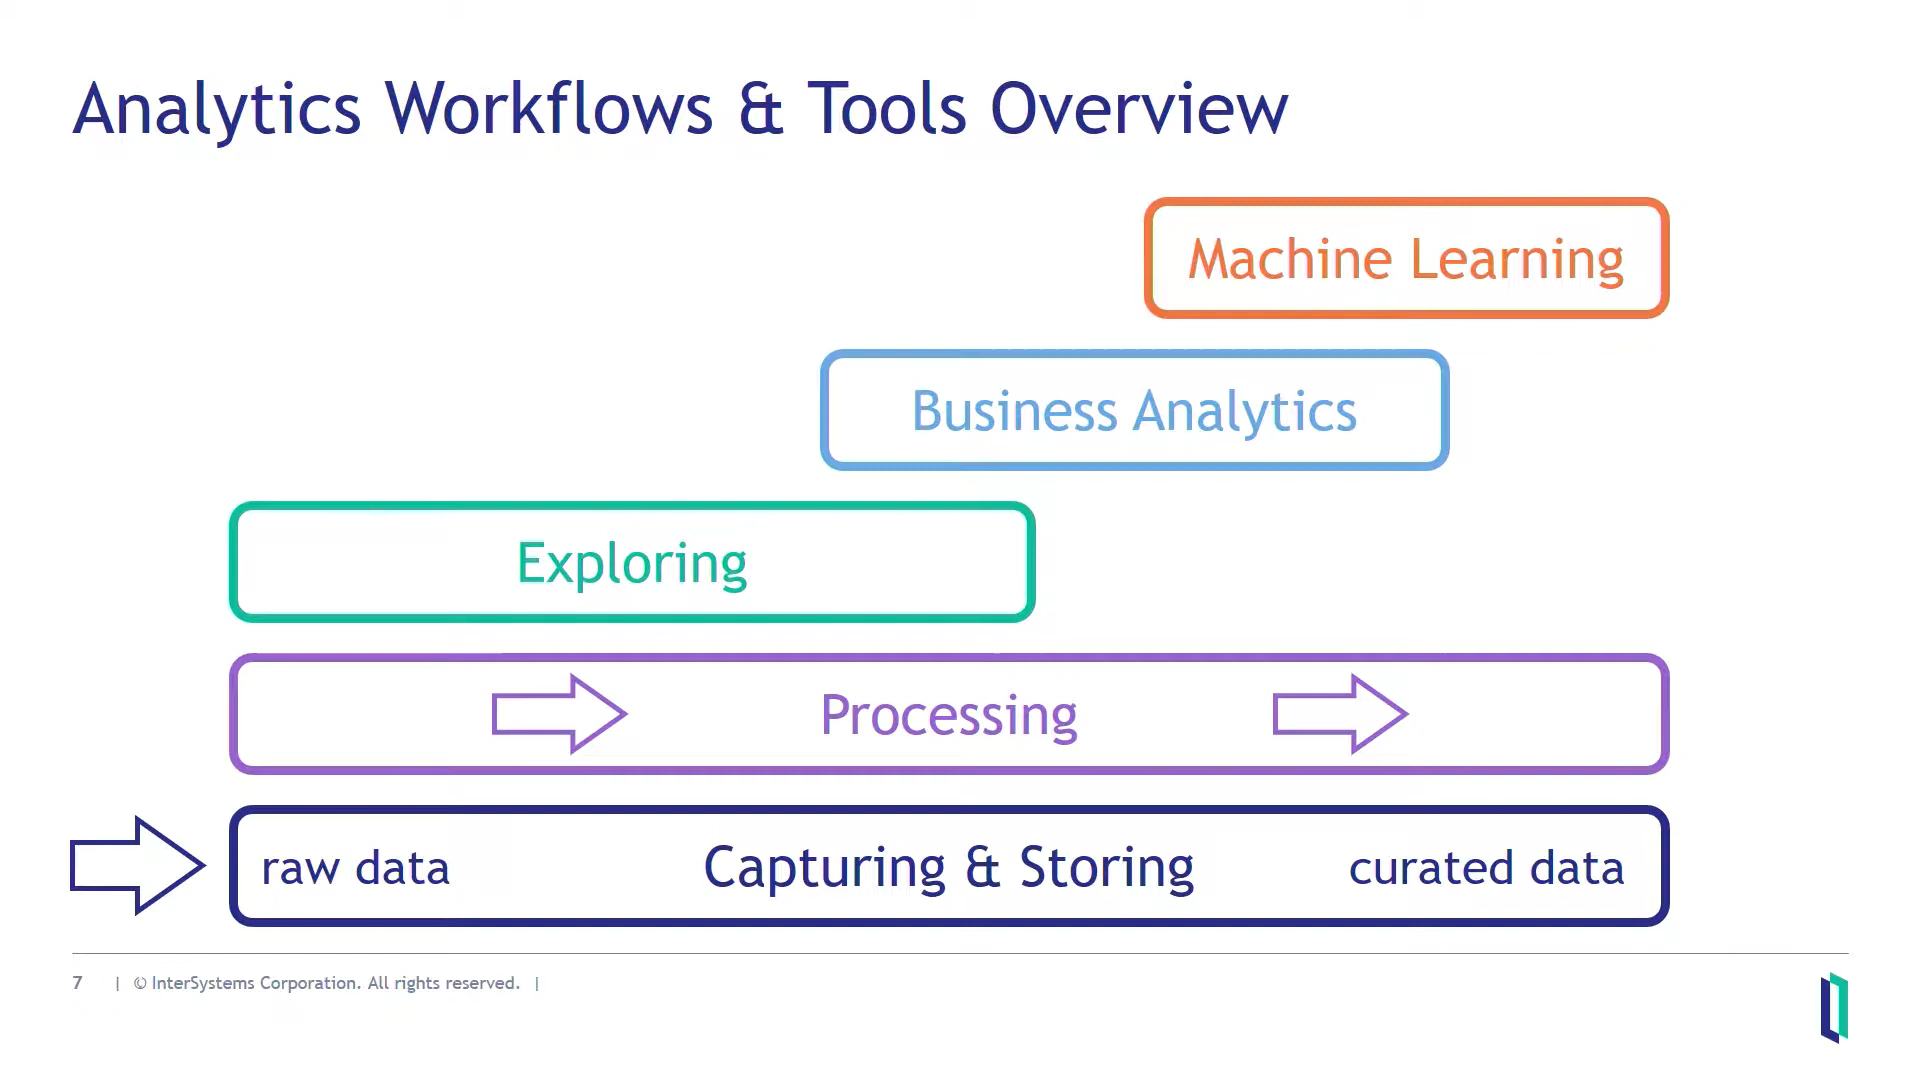 Analytics Workflows & Tools Overview
Machine Learning
Business Analytics
Exploring
Processing
raw data Capturing & Storing curated data
7 | © InterSystems Corporation. All rights reserved. |